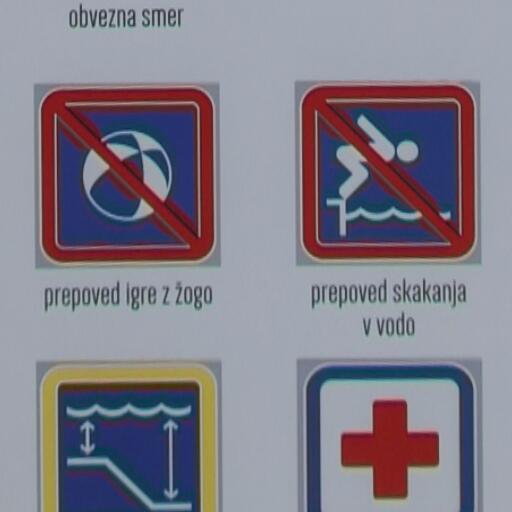 obvezna smer
prepoved igre z žogo
prepoved skakanja
v vodo